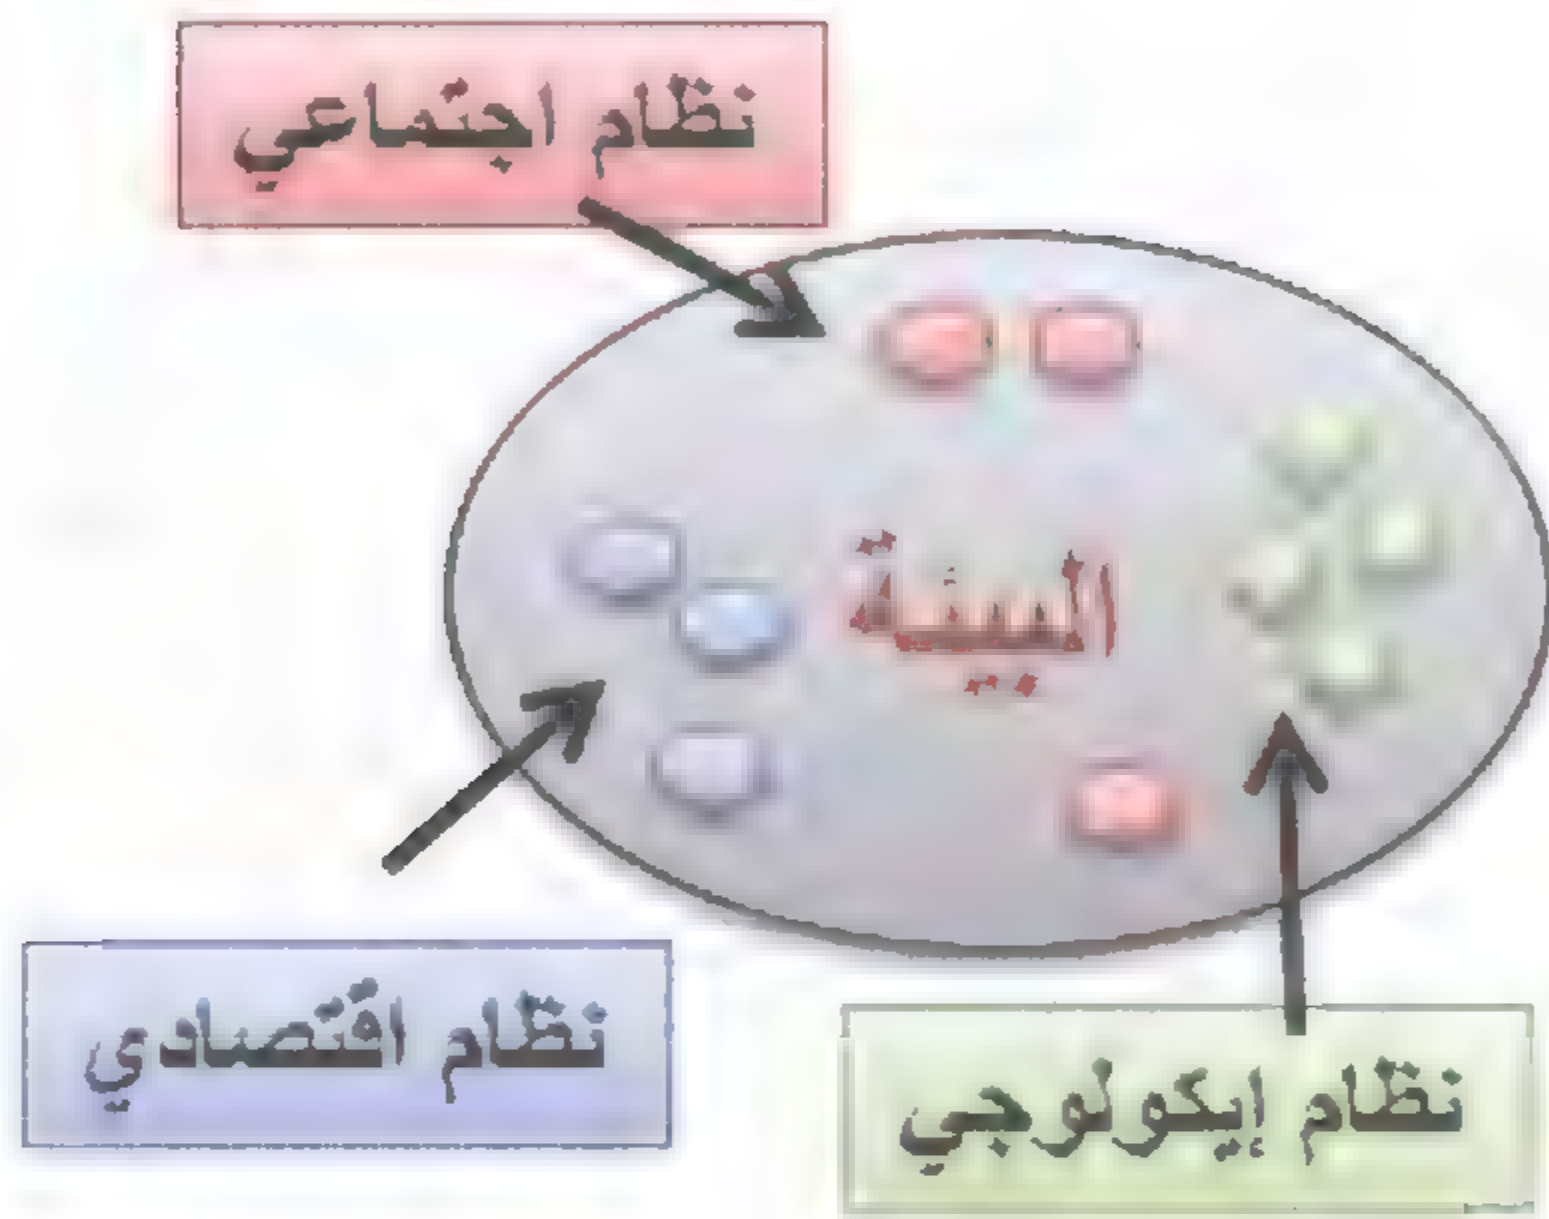 نظام اجتماعي
البيئة
نظام اقتصادي
نظام إيكولوجي